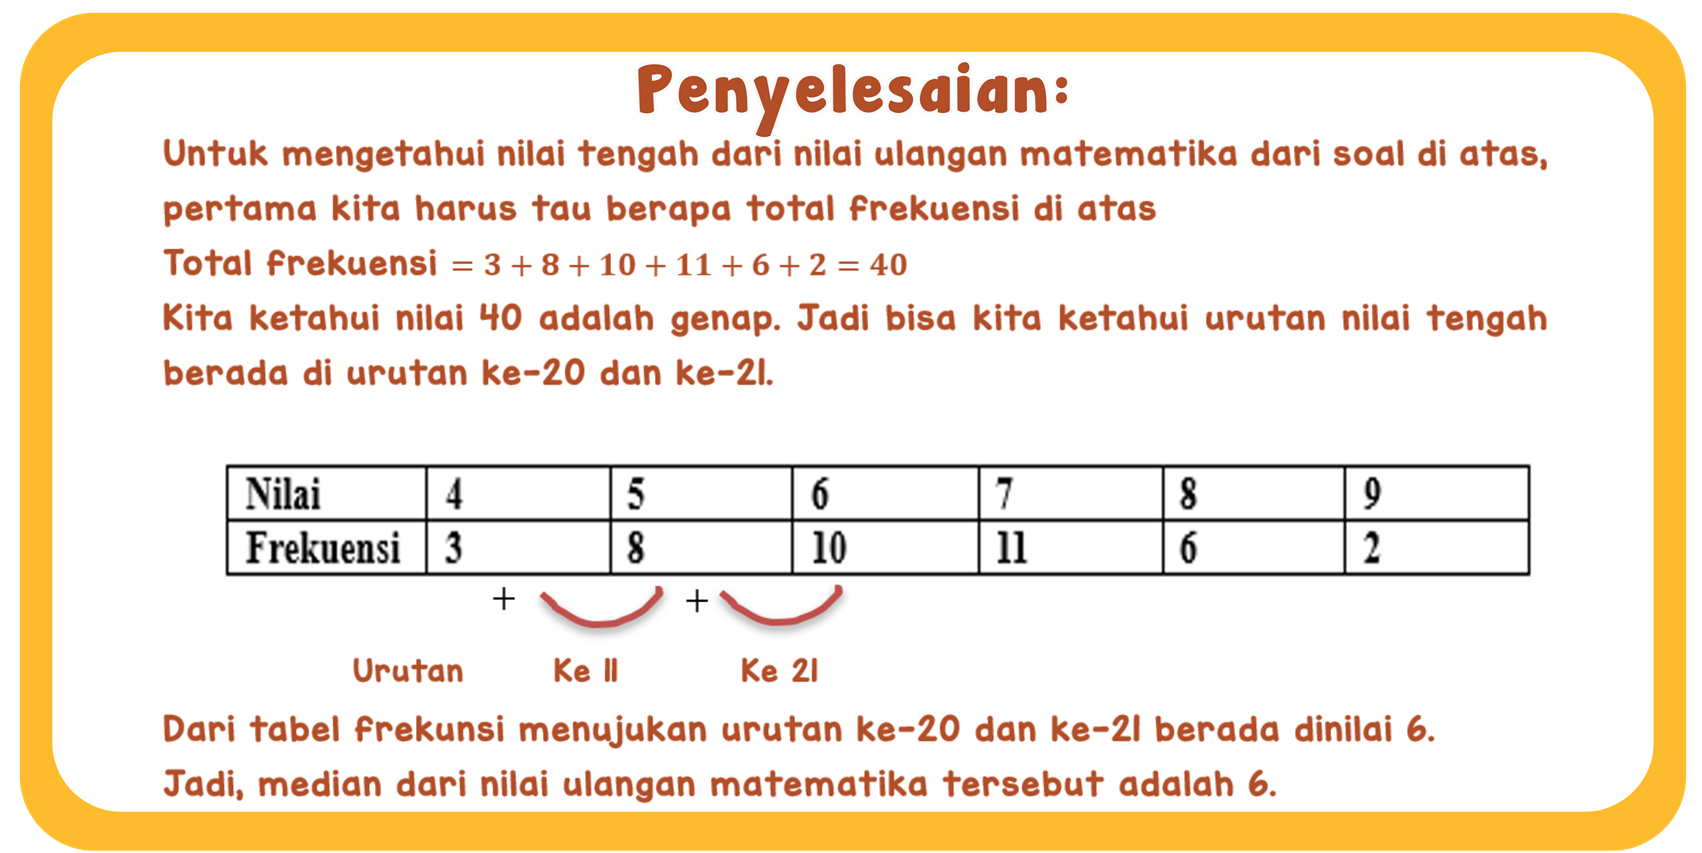 Penyelesaian:
Untuk mengetahui nilai tengah dari nilai ulangan matematika dari soal di atas,
pertama kita harus tau berapa total frekuensi di atas
Total frekuensi = 3 + 8 + 10 + 11 + 6 + 2 = 40
Kita ketahui nilai 40 adalah genap. Jadi bisa kita ketahui urutan nilai tengah
berada di urutan ke-20 dan ke-21.
Nilai 4 5 6 7 8 9
Frekuensi 3 8 10 11 6 2
+ +
Urutan Ke 11 Ke 21
Dari tabel frekunsi menujukan urutan ke-20 dan ke-21 berada dinilai 6.
Jadi, median dari nilai ulangan matematika tersebut adalah 6.